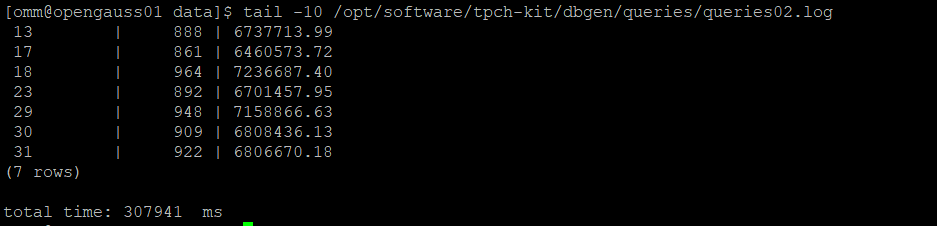 [omm@opengauss01 data]$ tail -10 /opt/software/tpch-kit/dbgen/queries/queries02.log
13 | 888 | 6737713.99
17 | 861 | 6460573.72
18 | 964 | 7236687.40
23 | 892 | 6701457.95
29 | 948 | 7158866.63
30 | 909 | 6808436.13
31 | 922 | 6806670.18
(7 rows)
total time: 307941 ms